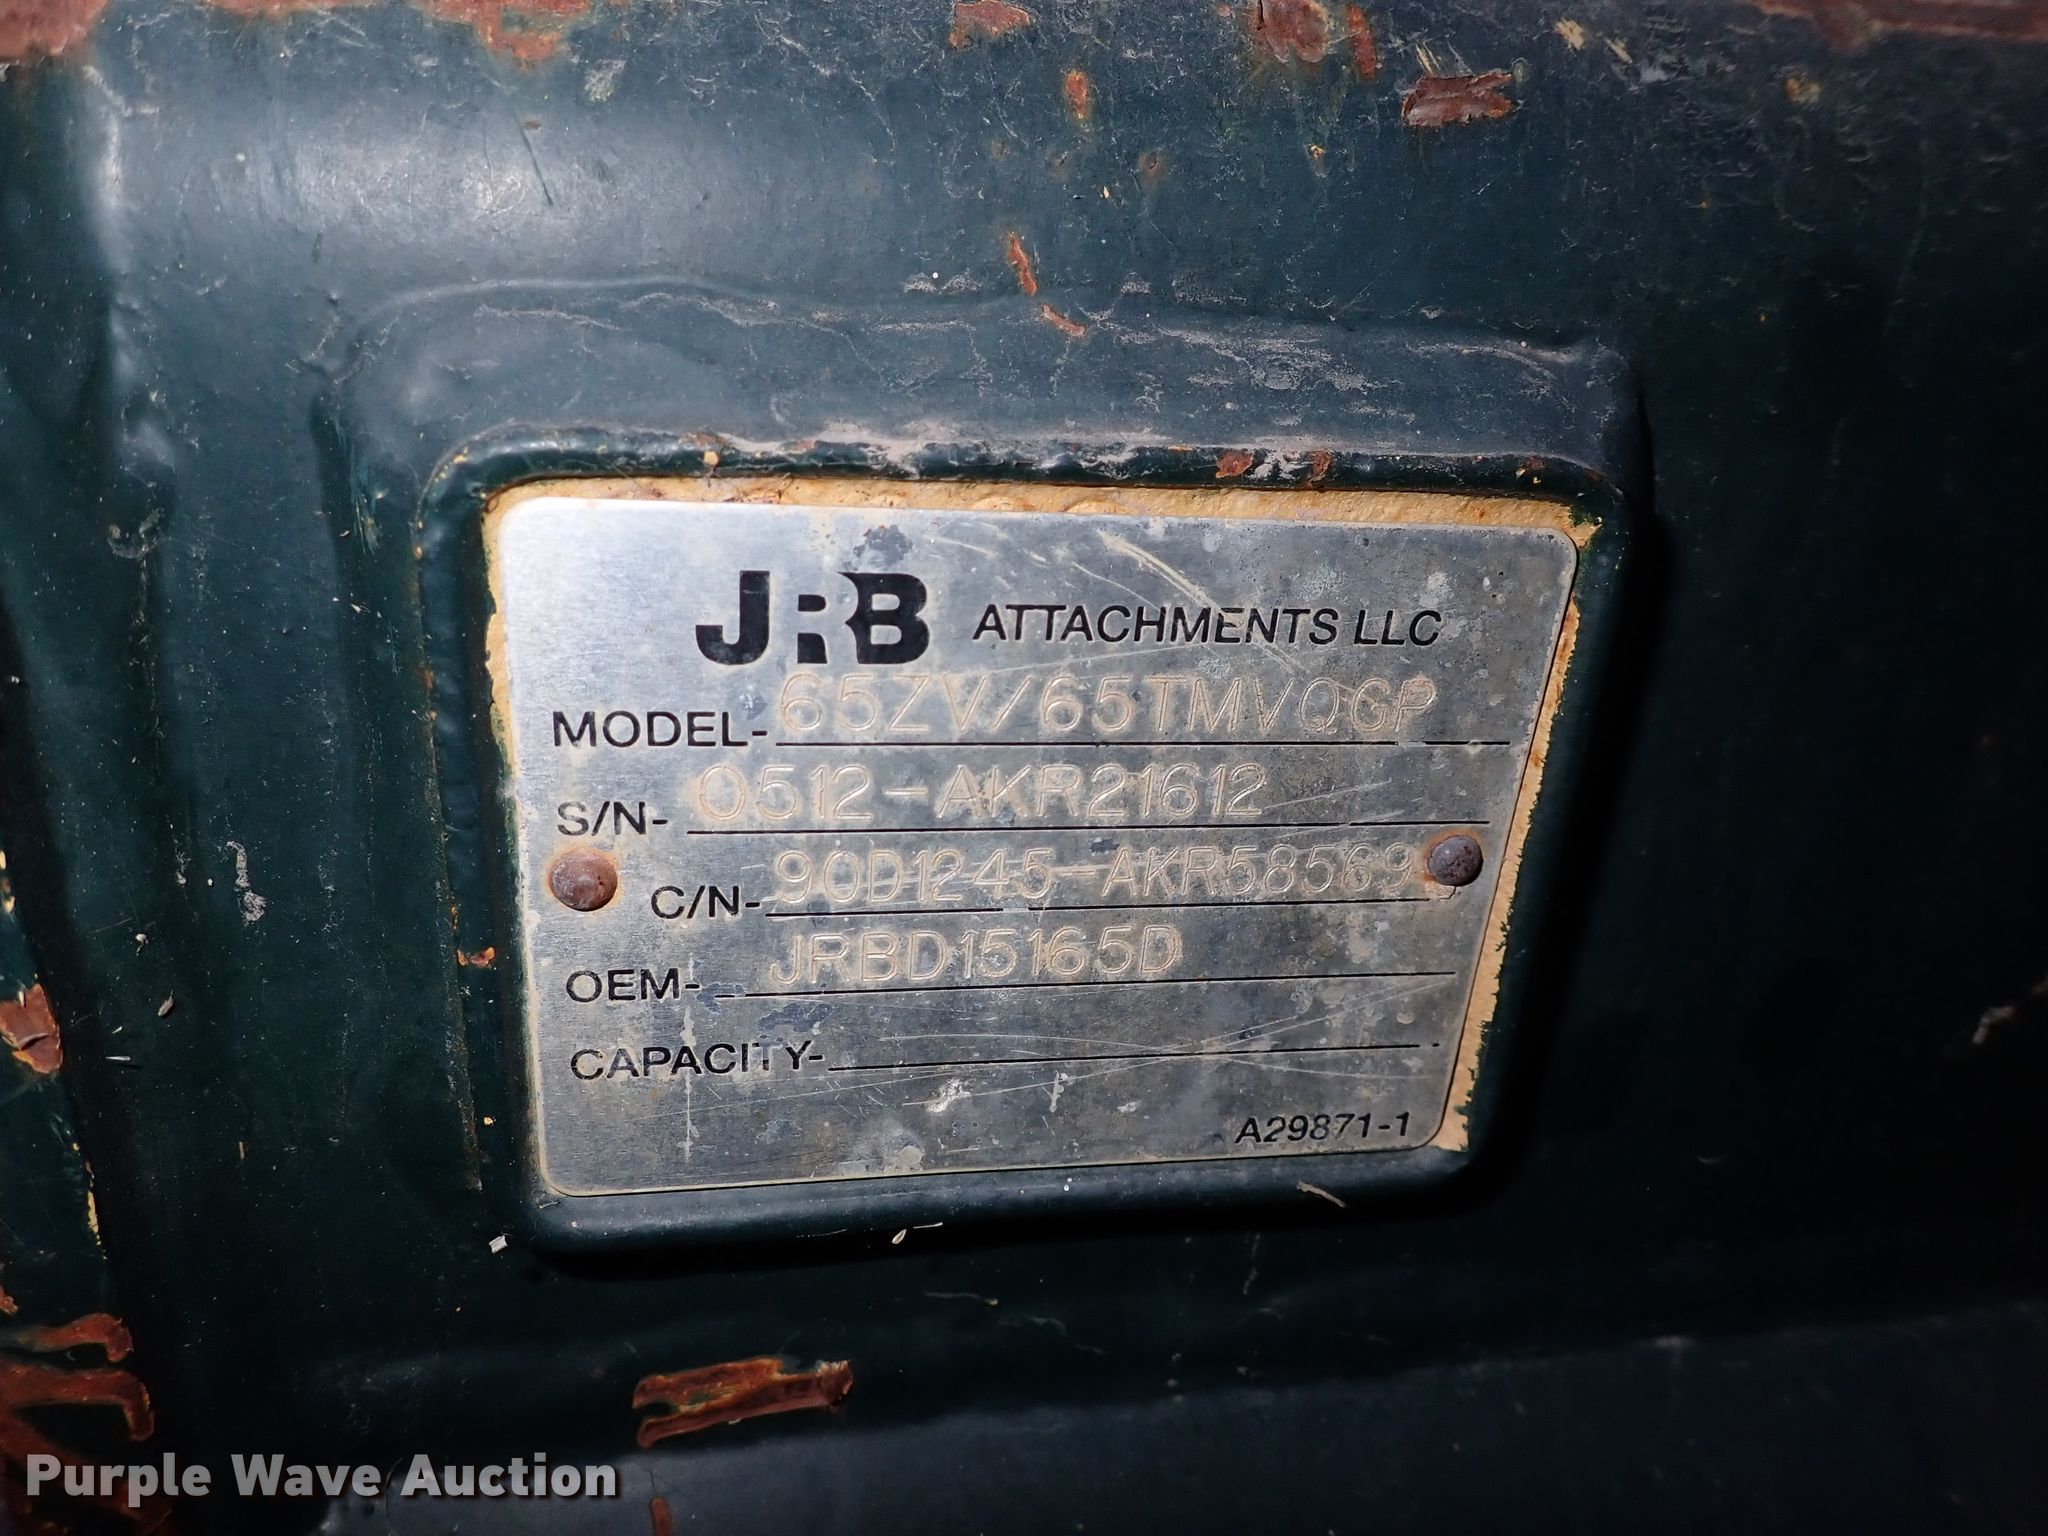 JRB ATTACHMENTS LLC
MODEL- 65ZV/65TMVQGP
S/N- 0512-AKR21612
C/N- 90D1245-AKR58569
OEM- JRBD15165D
CAPACITY-
A29871-1
Purple Wave Auction